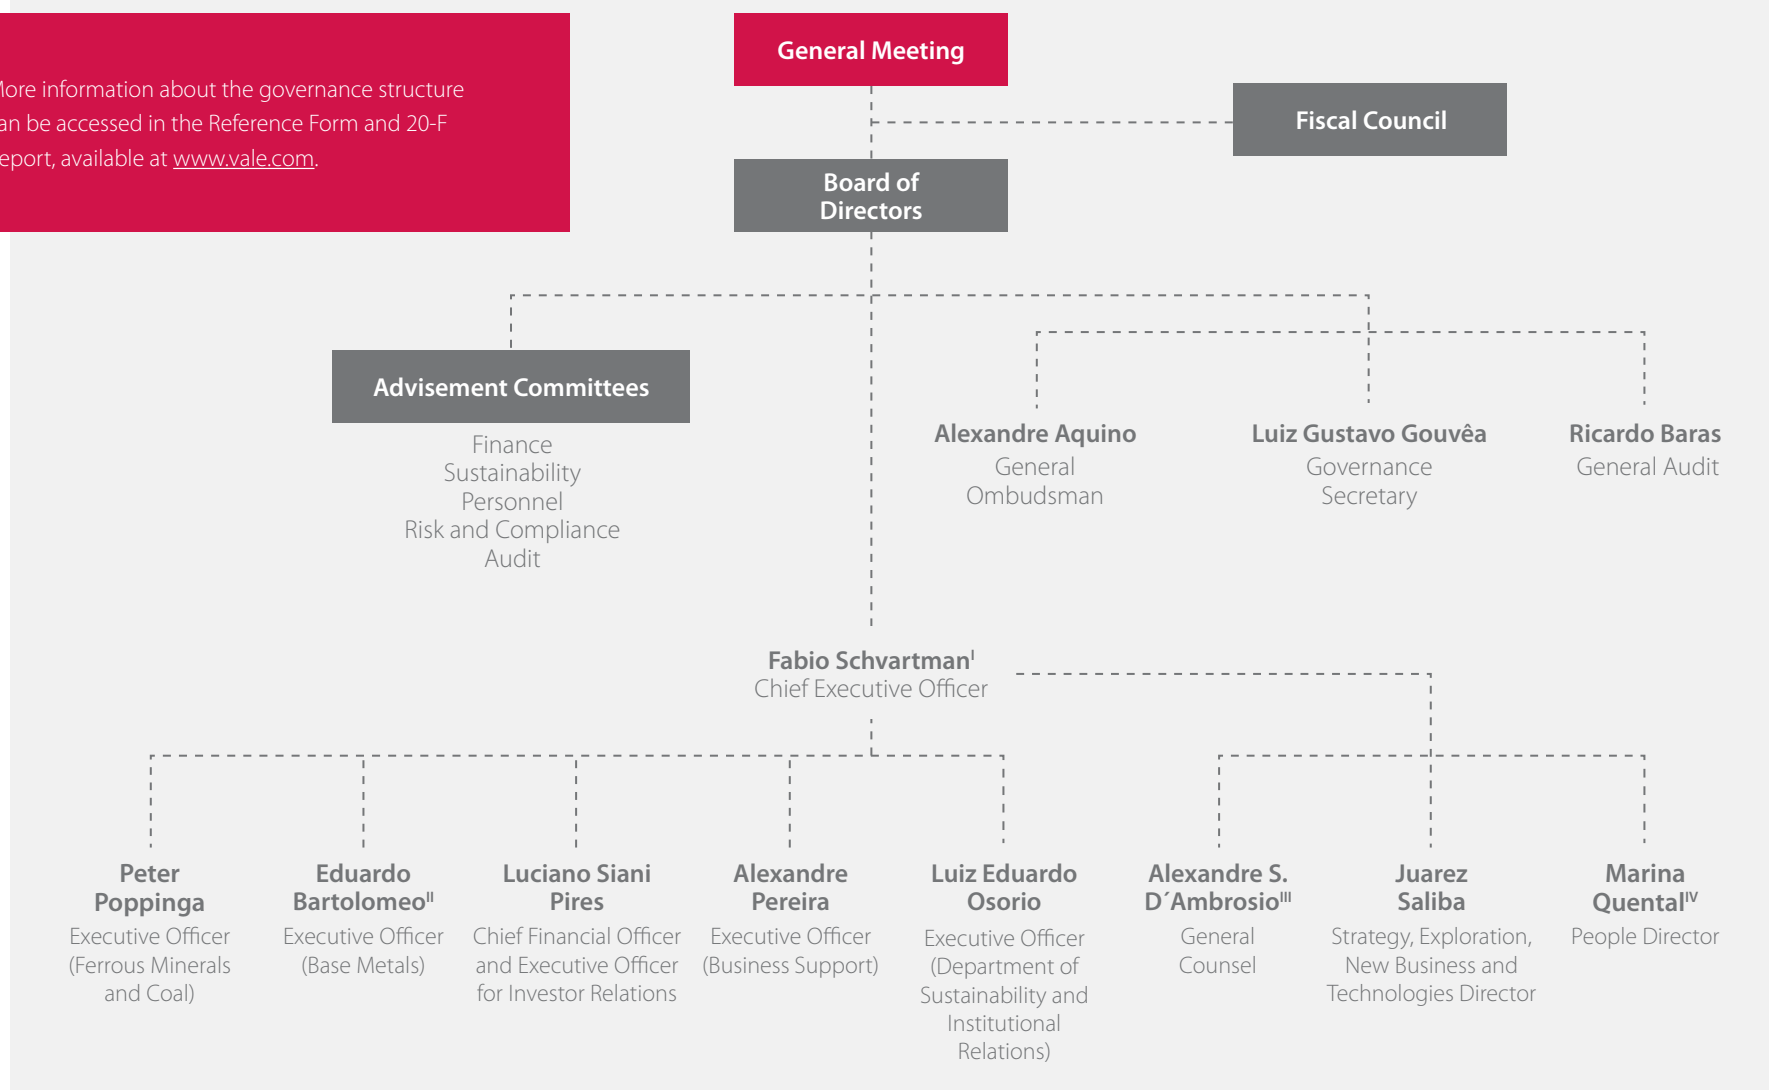 More information about the governance structure
can be accessed in the Reference Form and 20-F
report, available at www.vale.com.
General Meeting
Fiscal Council
Board of
Directors
Advisement Committees
Finance
Sustainability
Personnel
Risk and Compliance
Audit
Alexandre Aquino
General
Ombudsman
Luiz Gustavo Gouvêa
Governance
Secretary
Ricardo Baras
General Audit
Fabio Schvartmanᴵ
Chief Executive Officer
Peter
Poppinga
Executive Officer
(Ferrous Minerals
and Coal)
Eduardo
Bartolomeoᴵᴵ
Executive Officer
(Base Metals)
Luciano Siani
Pires
Chief Financial Officer
and Executive Officer
for Investor Relations
Alexandre
Pereira
Executive Officer
(Business Support)
Luiz Eduardo
Osorio
Executive Officer
(Department of
Sustainability and
Institutional
Relations)
Alexandre S.
D´Ambrosioᴵᴵᴵ
General
Counsel
Juarez
Saliba
Strategy, Exploration,
New Business and
Technologies Director
Marina
Quentalᴵⱽ
People Director